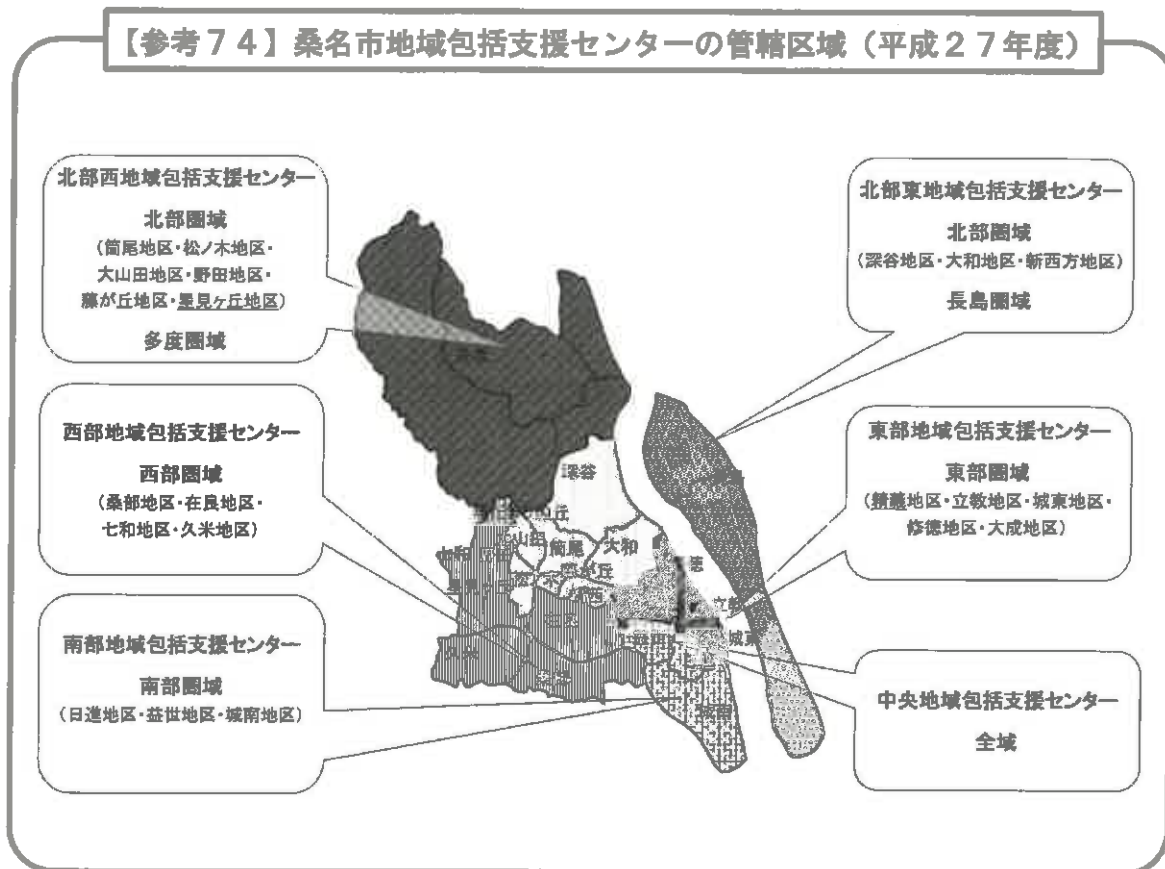 【参考７４】桑名市地域包括支援センターの管轄区域（平成２７年度）
北部西地域包括支援センター
北部圏域
（筒尾地区・松ノ木地区・
大山田地区・野田地区・
藤が丘地区・星見ヶ丘地区）
多度圏域
西部地域包括支援センター
西部圏域
（桑部地区・在良地区・
七和地区・久米地区）
南部地域包括支援センター
南部圏域
（日進地区・益世地区・城南地区）
北部東地域包括支援センター
北部圏域
（深谷地区・大和地区・新西方地区）
長島圏域
東部地域包括支援センター
東部圏域
（精義地区・立教地区・城東地区・
修徳地区・大成地区）
中央地域包括支援センター
全域
深谷
山田
筒尾
大和
七和
久米
立教
城東
城南